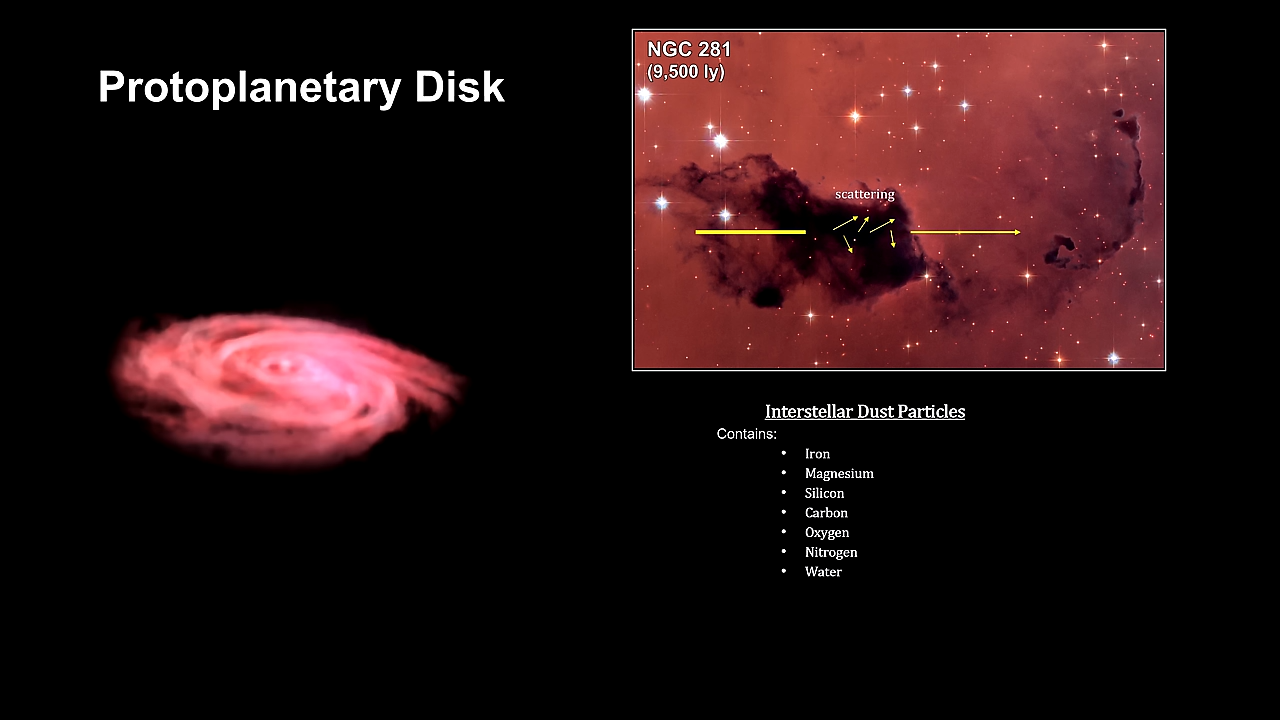 Protoplanetary Disk
NGC 281
(9,500 ly)
scattering
Interstellar Dust Particles
Contains:
• Iron
• Magnesium
• Silicon
• Carbon
• Oxygen
• Nitrogen
• Water